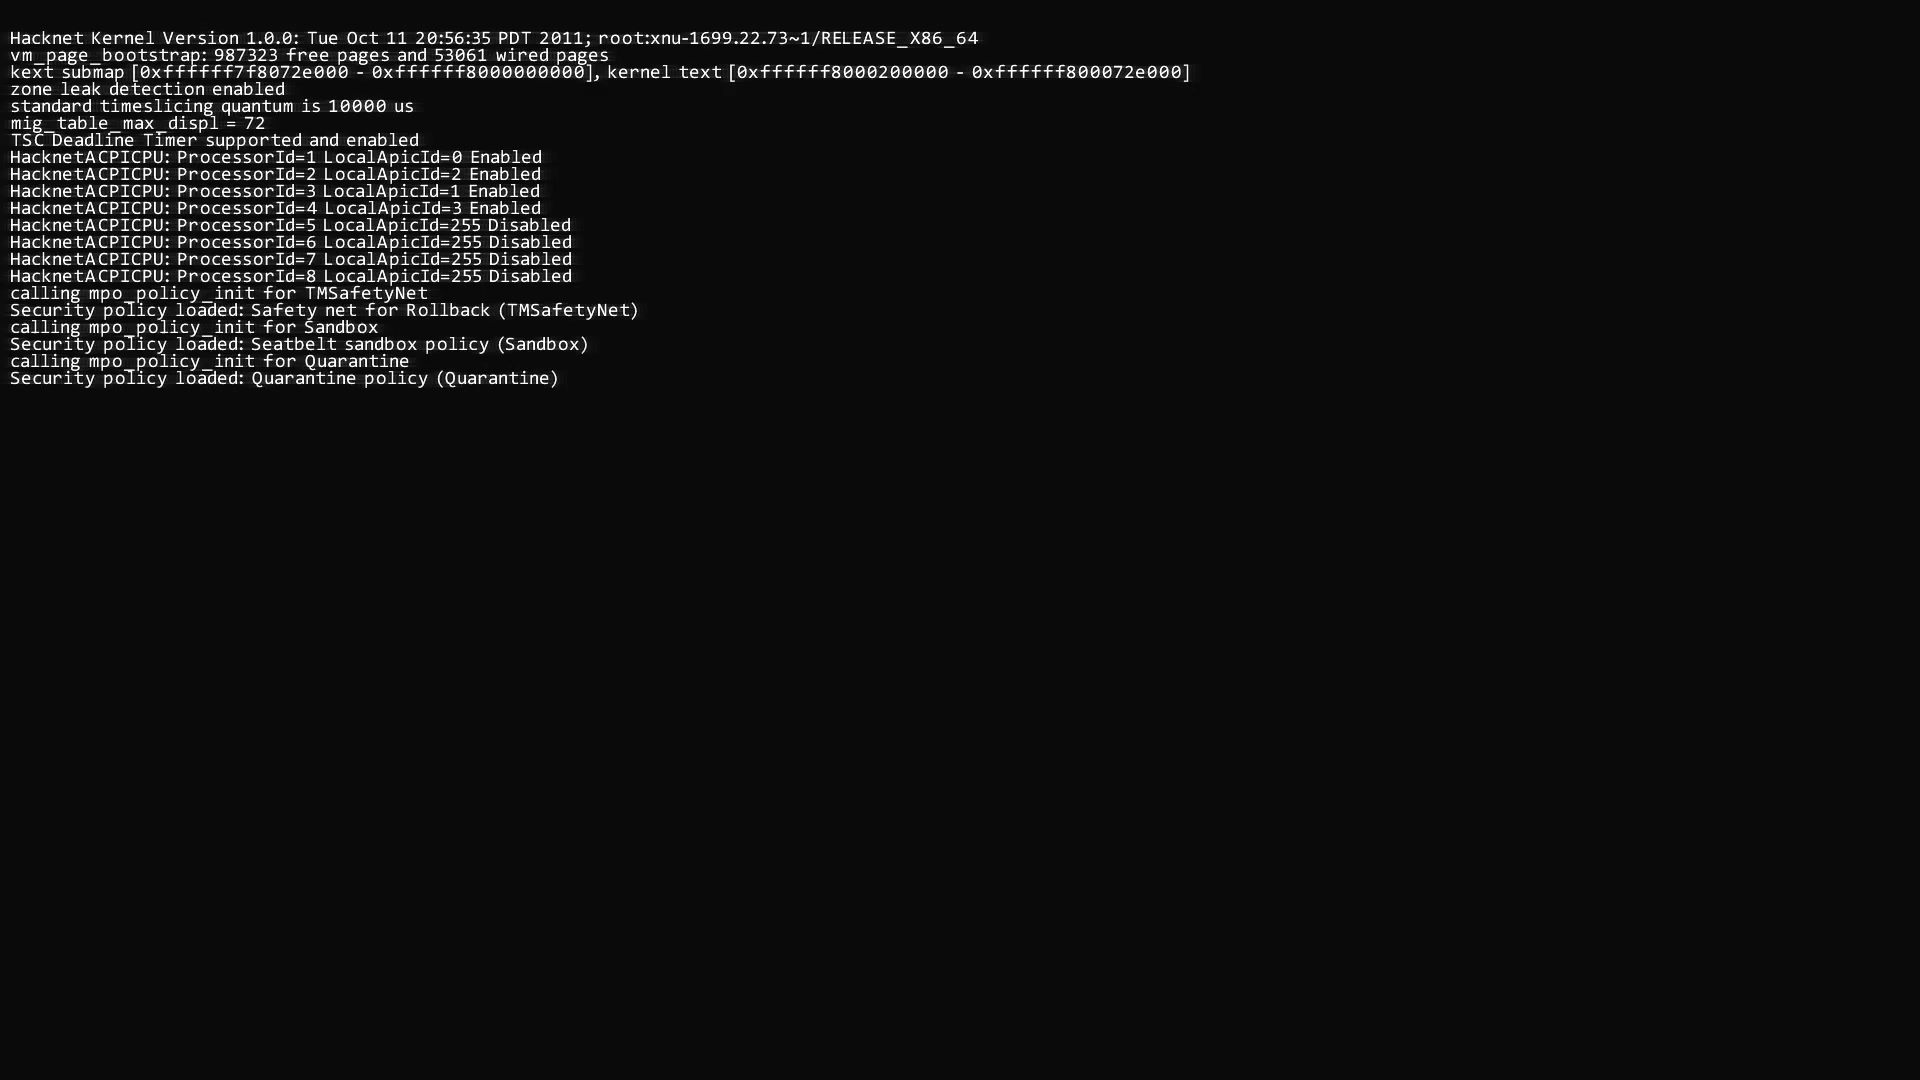 Hacknet Kernel Version 1.0.0: Tue Oct 11 20:56:35 PDT 2011; root:xnu-1699.22.73~1/RELEASE_X86_64
vm_page_bootstrap: 987323 free pages and 53061 wired pages
kext submap [0xffffff7f8072e000 - 0xffffff8000000000], kernel text [0xffffff8000200000 - 0xffffff800072e000]
zone leak detection enabled
standard timeslicing quantum is 10000 us
mig_table_max_displ = 72
TSC Deadline Timer supported and enabled
HacknetACPICPU: ProcessorId=1 LocalApicId=0 Enabled
HacknetACPICPU: ProcessorId=2 LocalApicId=2 Enabled
HacknetACPICPU: ProcessorId=3 LocalApicId=1 Enabled
HacknetACPICPU: ProcessorId=4 LocalApicId=3 Enabled
HacknetACPICPU: ProcessorId=5 LocalApicId=255 Disabled
HacknetACPICPU: ProcessorId=6 LocalApicId=255 Disabled
HacknetACPICPU: ProcessorId=7 LocalApicId=255 Disabled
HacknetACPICPU: ProcessorId=8 LocalApicId=255 Disabled
calling mpo_policy_init for TMSafetyNet
Security policy loaded: Safety net for Rollback (TMSafetyNet)
calling mpo_policy_init for Sandbox
Security policy loaded: Seatbelt sandbox policy (Sandbox)
calling mpo_policy_init for Quarantine
Security policy loaded: Quarantine policy (Quarantine)